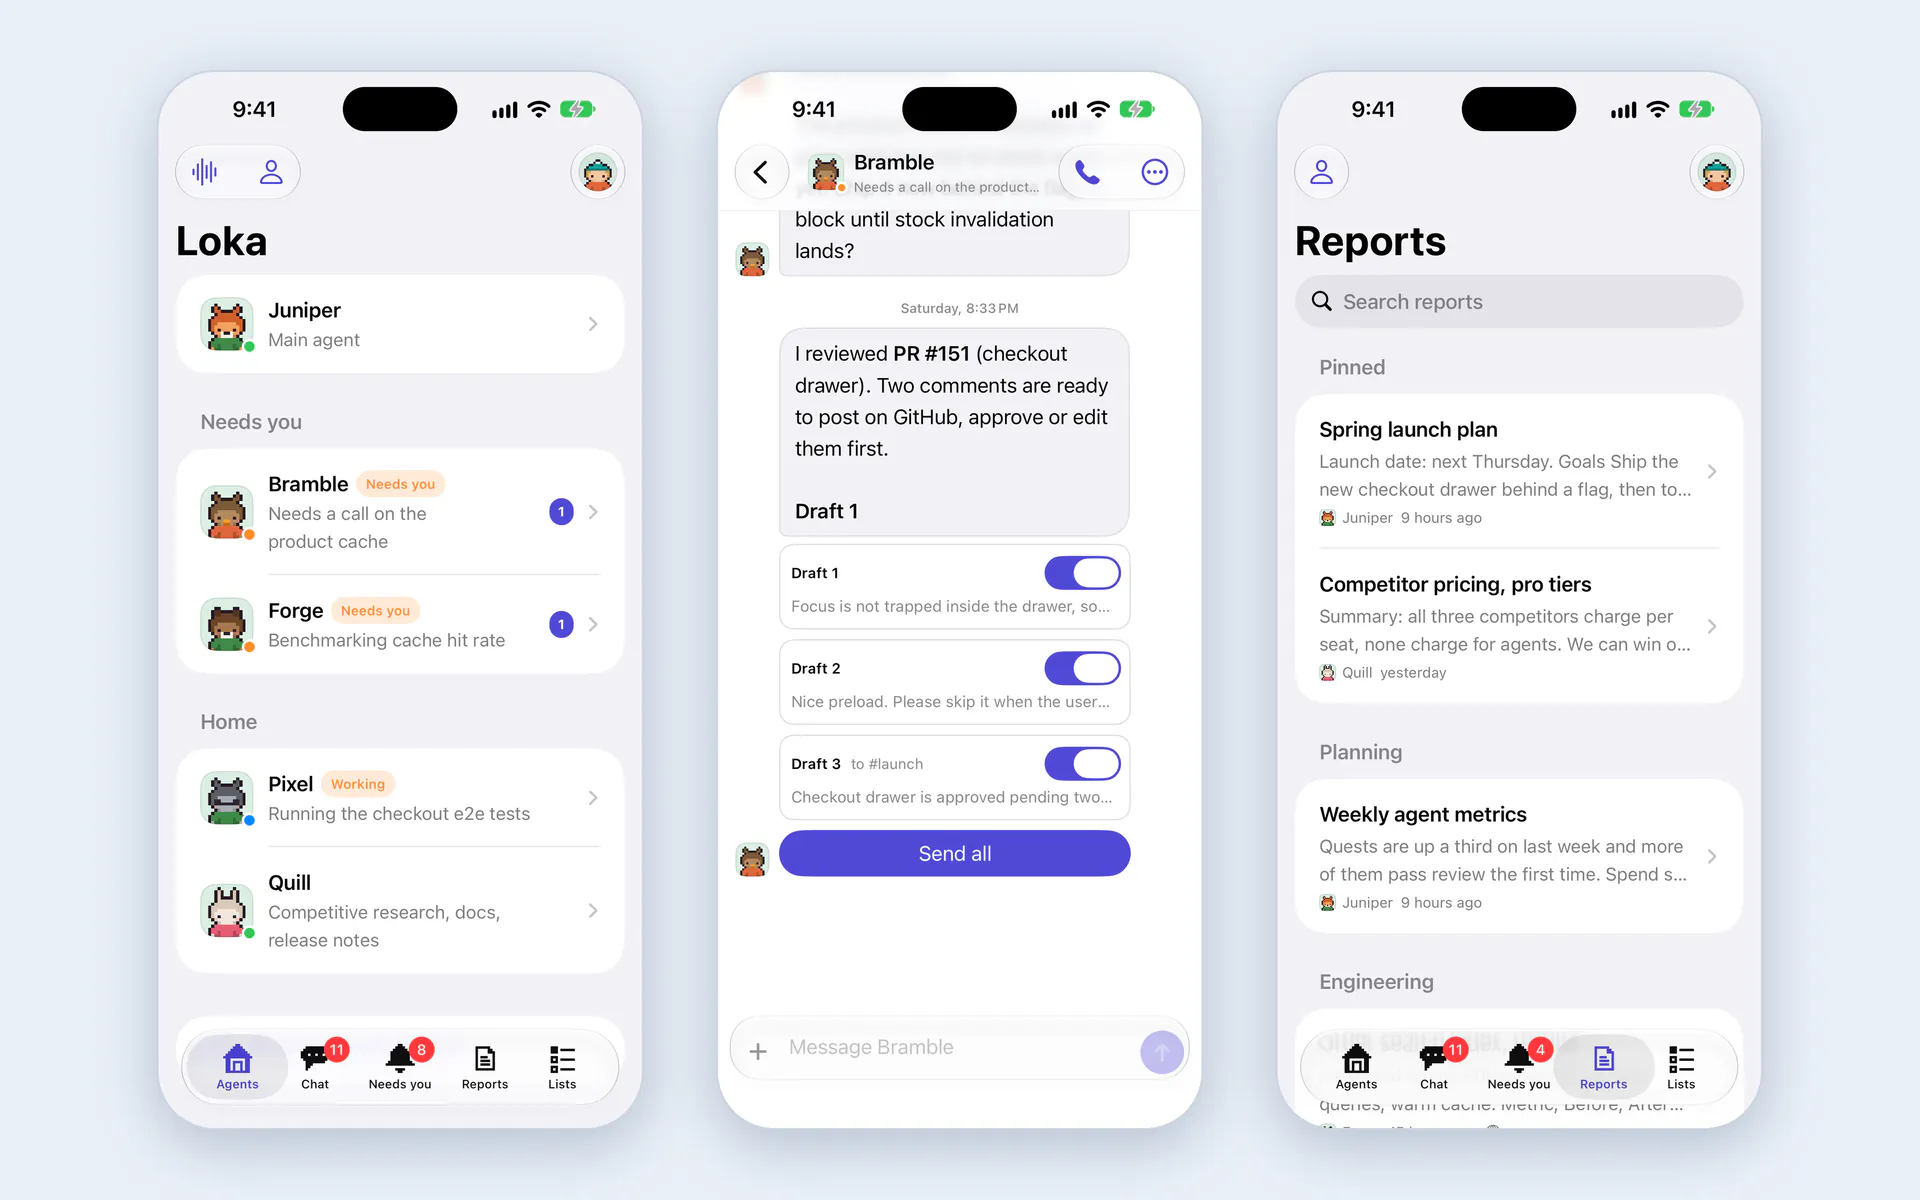 9:41
Loka
Juniper
Main agent
Needs you
Bramble Needs you
Needs a call on the
product cache
1
Forge Needs you
Benchmarking cache hit rate
1
Home
Pixel Working
Running the checkout e2e tests
Quill
Competitive research, docs,
release notes
11
8
Agents
Chat
Needs you
Reports
Lists
9:41
Bramble
Needs a call on the product...
block until stock invalidation
lands?
Saturday, 8:33 PM
I reviewed PR #151 (checkout
drawer). Two comments are ready
to post on GitHub, approve or edit
them first.
Draft 1
Draft 1
Focus is not trapped inside the drawer, so...
Draft 2
Nice preload. Please skip it when the user...
Draft 3 to #launch
Checkout drawer is approved pending two...
Send all
Message Bramble
9:41
Reports
Search reports
Pinned
Spring launch plan
Launch date: next Thursday. Goals Ship the
new checkout drawer behind a flag, then to...
Juniper 9 hours ago
Competitor pricing, pro tiers
Summary: all three competitors charge per
seat, none charge for agents. We can win o...
Quill yesterday
Planning
Weekly agent metrics
Quests are up a third on last week and more
of them pass review the first time. Spend s...
Juniper 9 hours ago
Engineering
11
4
Agents
Chat
Needs you
Reports
Lists
queries, warm cache. Metric, Before, After...